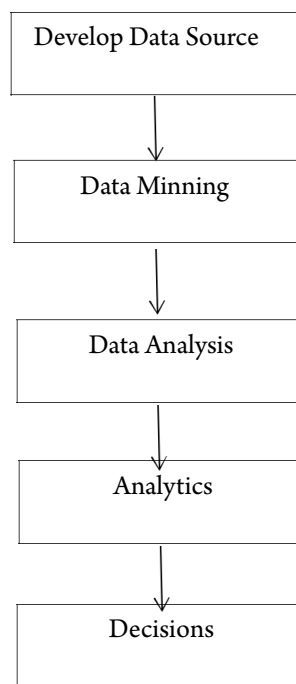 Develop Data Source
Data Minning
Data Analysis
Analytics
Decisions